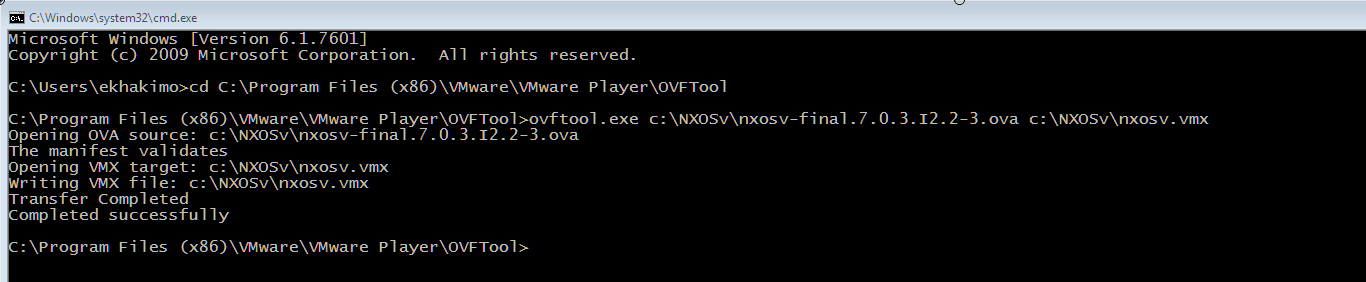 C:\Windows\system32\cmd.exe
Microsoft Windows [Version 6.1.7601]
Copyright (c) 2009 Microsoft Corporation.  All rights reserved.
C:\Users\ekhakimo>cd C:\Program Files (x86)\VMware\VMware Player\OVFTool
C:\Program Files (x86)\VMware\VMware Player\OVFTool>ovftool.exe c:\NXOSv\nxosv-final.7.0.3.I2.2-3.ova c:\NXOSv\nxosv.vmx
Opening OVA source: c:\NXOSv\nxosv-final.7.0.3.I2.2-3.ova
The manifest validates
Opening VMX target: c:\NXOSv\nxosv.vmx
Writing VMX file: c:\NXOSv\nxosv.vmx
Transfer Completed
Completed successfully
C:\Program Files (x86)\VMware\VMware Player\OVFTool>